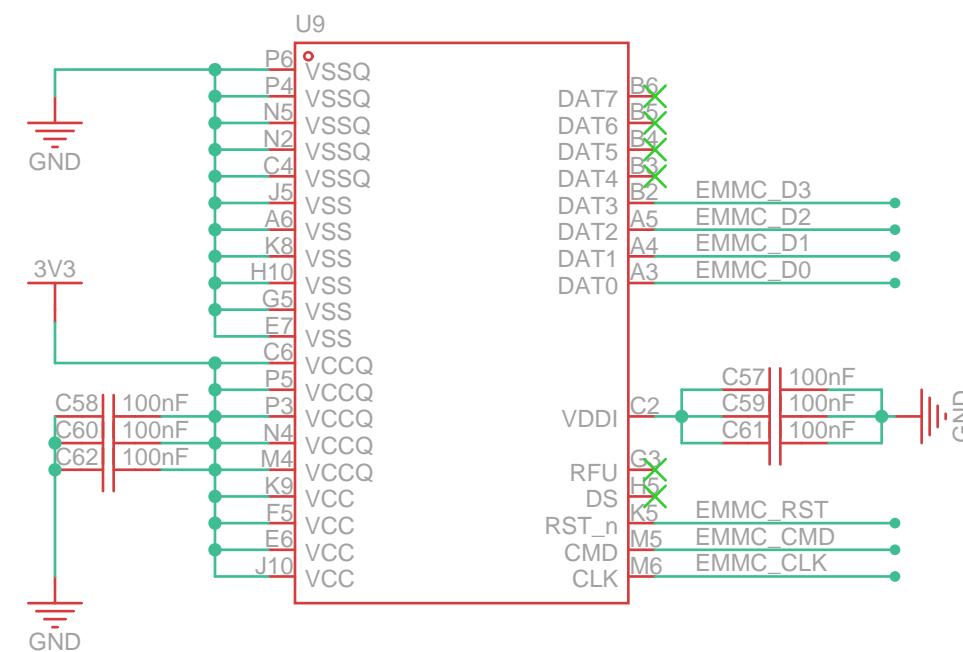 U9
P6 VSSQ
P4 VSSQ
N5 VSSQ
N2 VSSQ
C4 VSSQ
J5 VSS
A6 VSS
K8 VSS
H10 VSS
G5 VSS
E7 VSS
C6 VCCQ
P5 VCCQ
P3 VCCQ
N4 VCCQ
M4 VCCQ
K9 VCC
F5 VCC
E6 VCC
J10 VCC
GND
3V3
C58 100nF
C60 100nF
C62 100nF
GND
DAT7 B6
DAT6 B5
DAT5 B4
DAT4 B3
DAT3 B2 EMMC_D3
DAT2 A5 EMMC_D2
DAT1 A4 EMMC_D1
DAT0 A3 EMMC_D0
VDDI C2
C57 100nF
C59 100nF
C61 100nF
GND
RFU G3
DS H5
RST_n K5 EMMC_RST
CMD M5 EMMC_CMD
CLK M6 EMMC_CLK